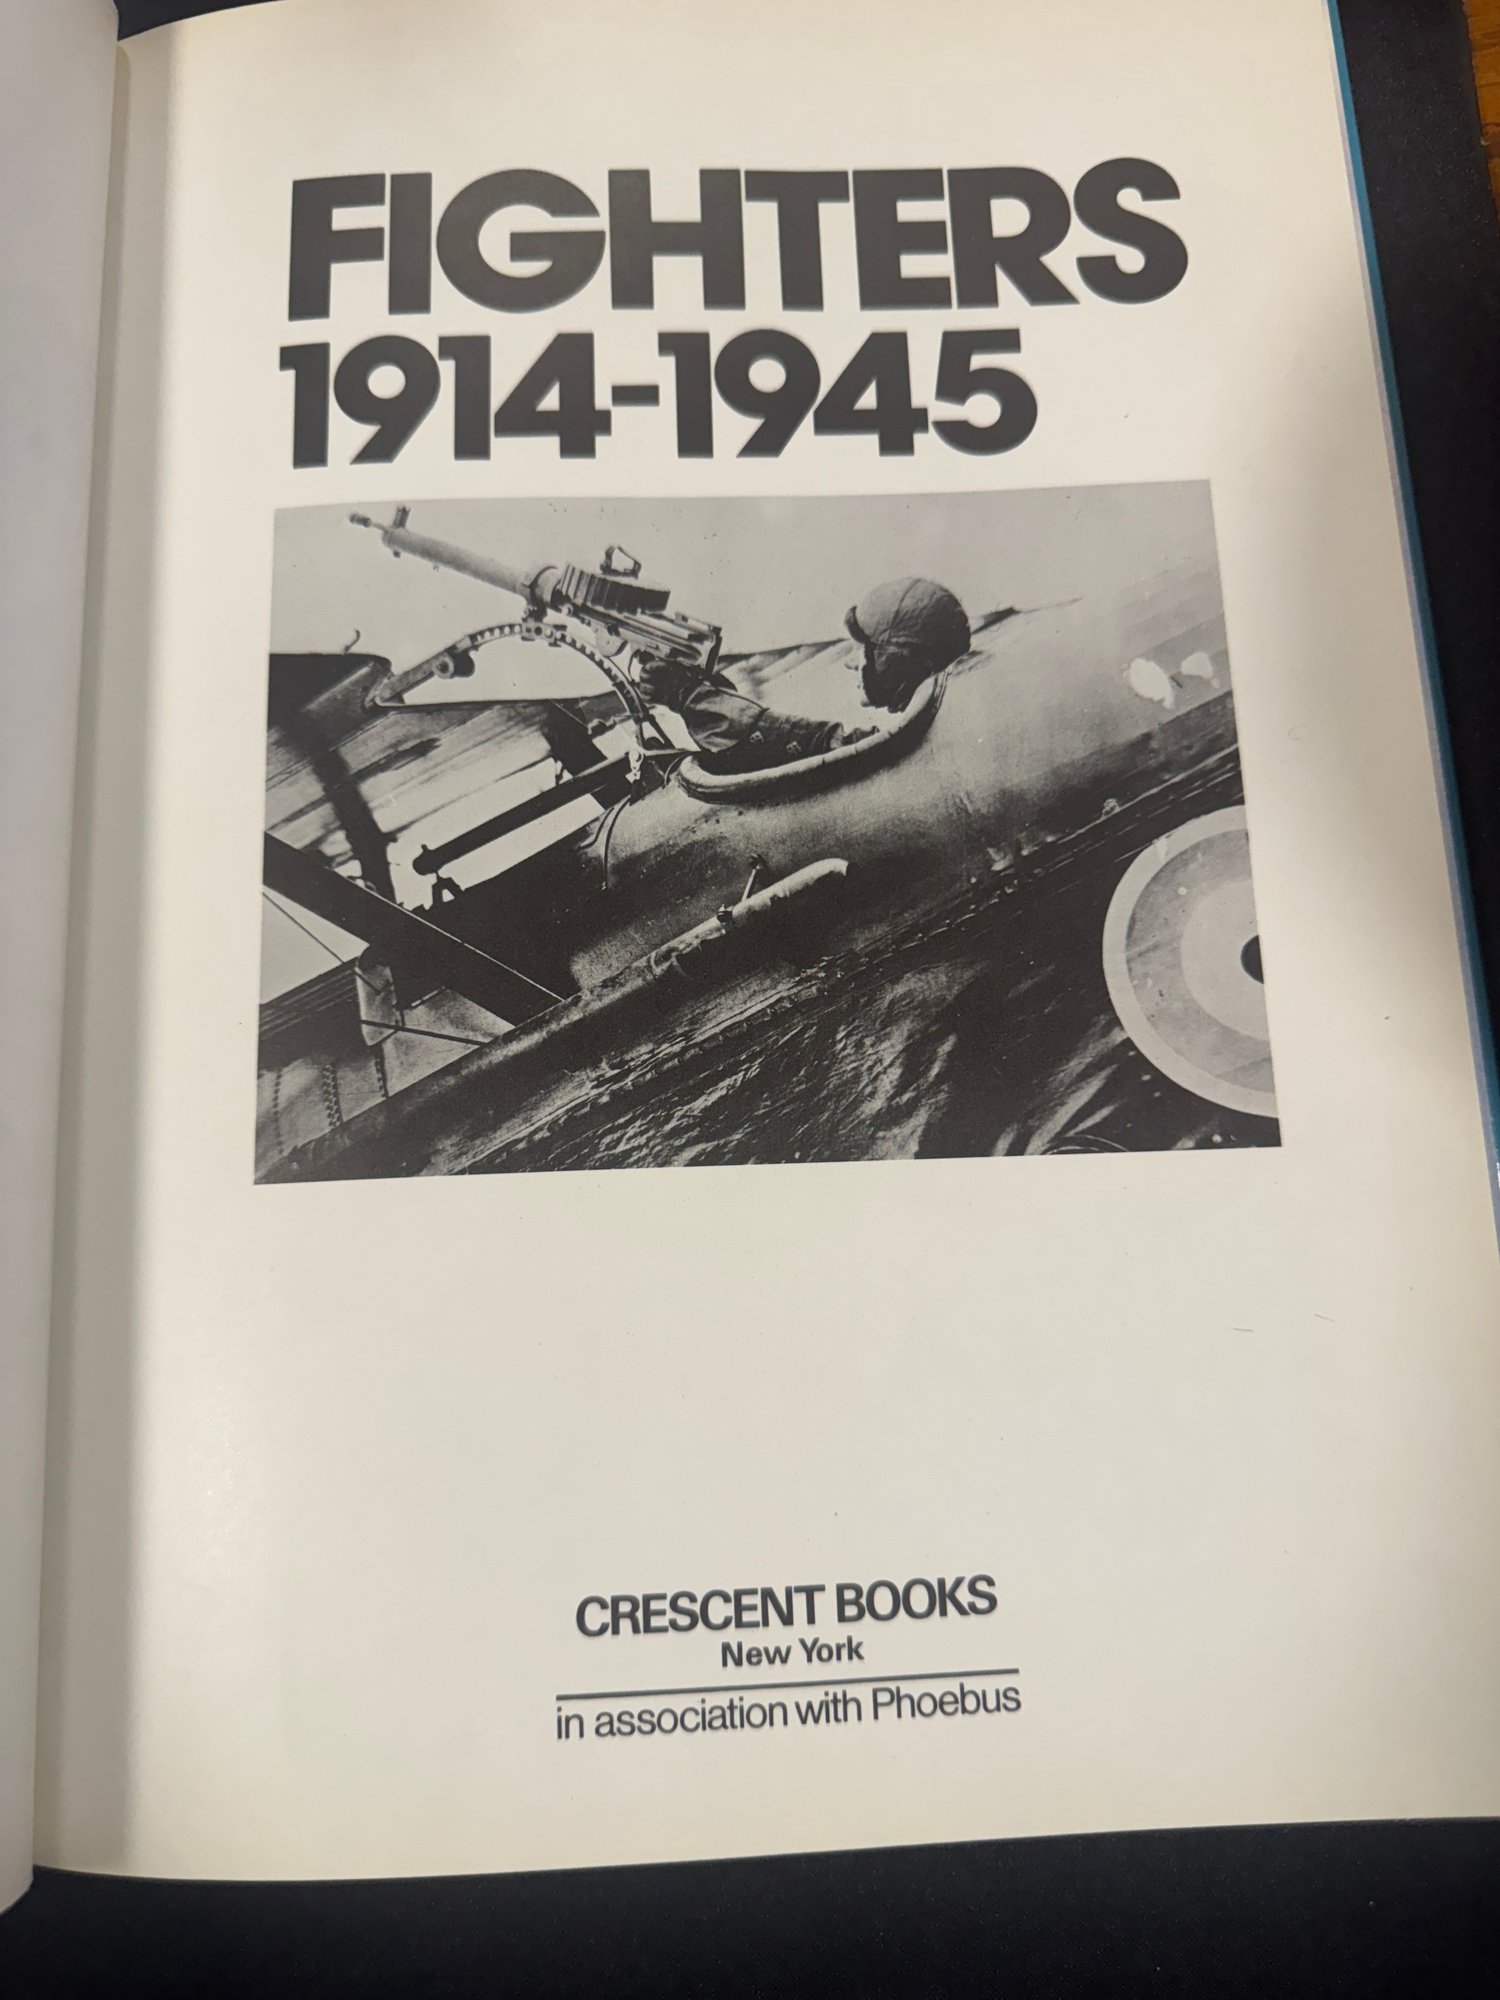 FIGHTERS
1914-1945
CRESCENT BOOKS
New York
in association with Phoebus